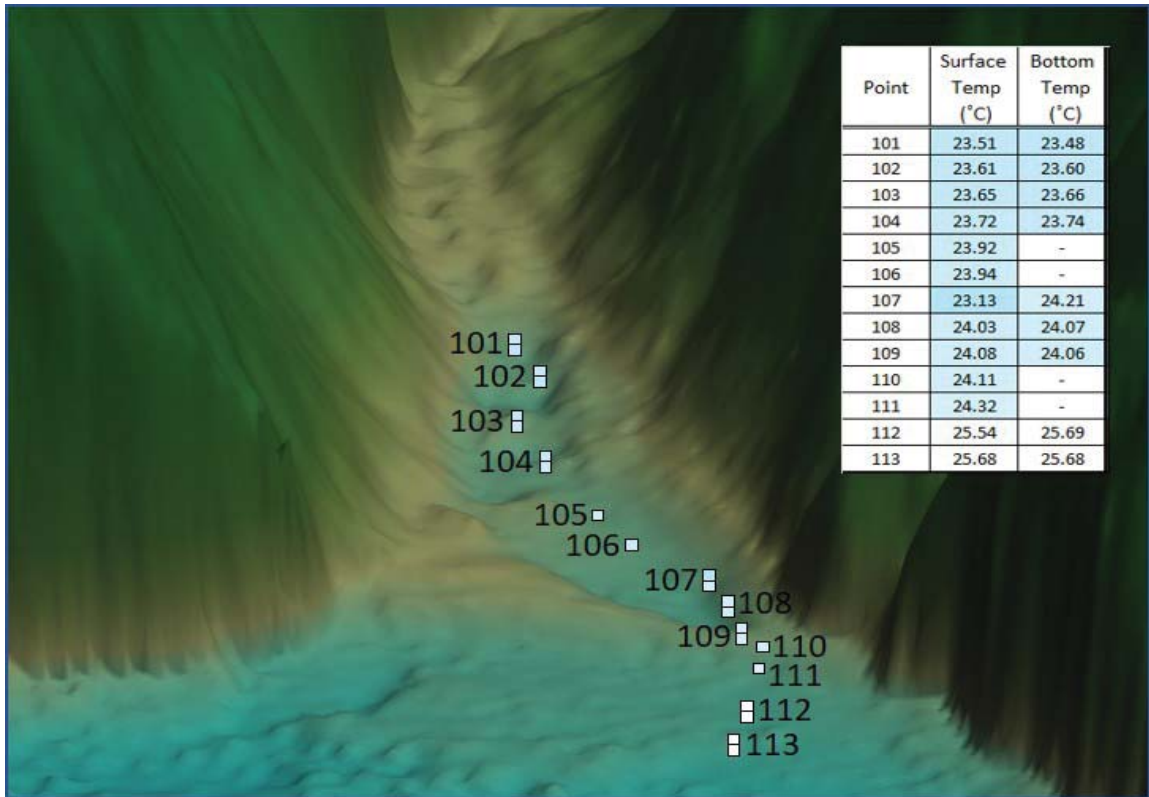 Point Surface Temp (˚C) Bottom Temp (˚C)
101 23.51 23.48
102 23.61 23.60
103 23.65 23.66
104 23.72 23.74
105 23.92 -
106 23.94 -
107 23.13 24.21
108 24.03 24.07
109 24.08 24.06
110 24.11 -
111 24.32 -
112 25.54 25.69
113 25.68 25.68
101
102
103
104
105
106
107
108
109
110
111
112
113